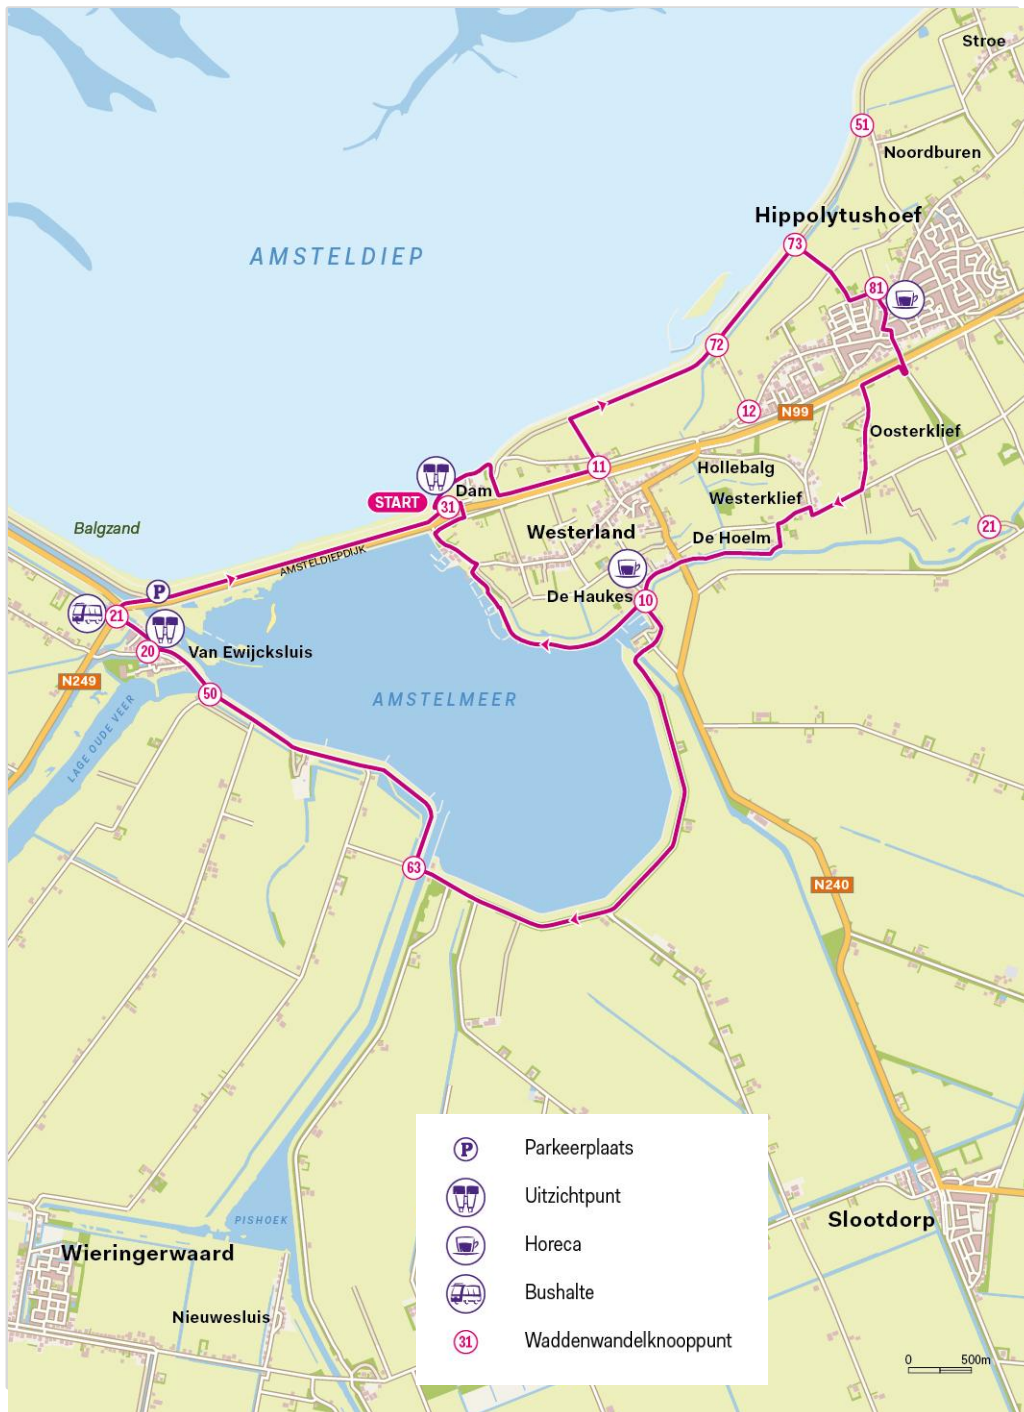 Stroe
51
Noordburen
Hippolytushoef
73
AMSTELDIEP
81
72
12
N99
Oosterklief
11
Hollebalg
Dam
START
31
Westerklief
Balgzand
Westerland
De Hoelm
21
AMSTELDIEPDIJK
P
De Haukes
10
21
20
Van Ewijcksluis
N249
50
AMSTELMEER
LAGE OUDE VEER
63
N240
P Parkeerplaats
Uitzichtpunt
Slootdorp
PISHOEK
Horeca
Wieringerwaard
Bushalte
Nieuwesluis
31 Waddenwandelknooppunt
0 500m